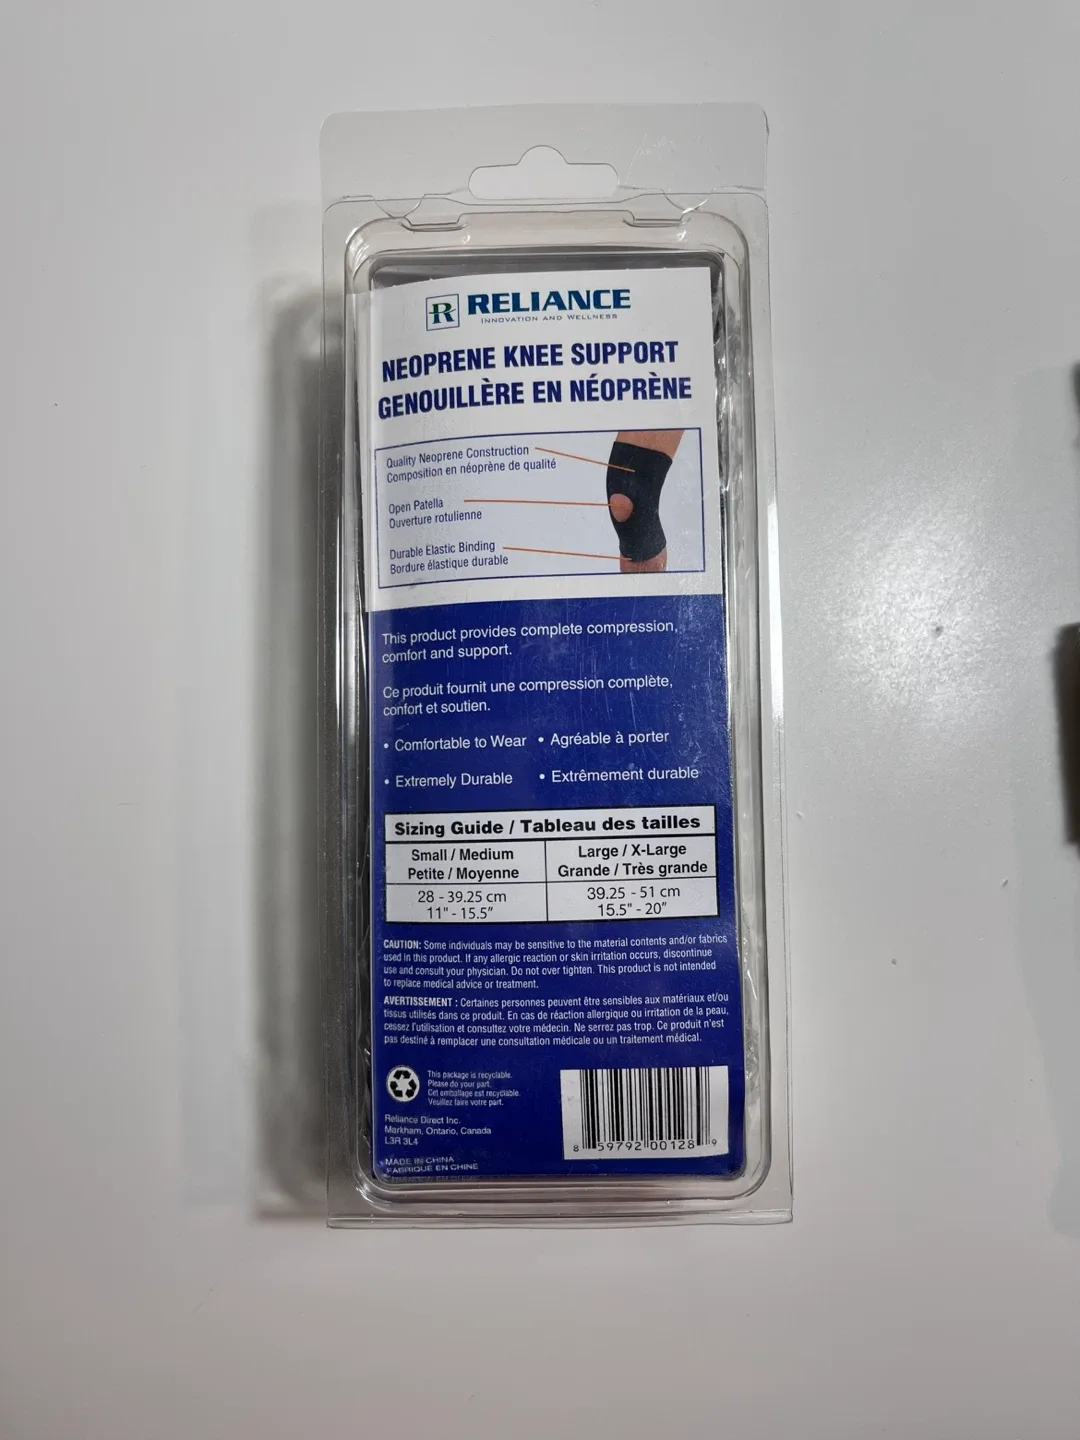 R RELIANCE
INNOVATION AND WELLNESS
NEOPRENE KNEE SUPPORT
GENOUILLÈRE EN NÉOPRÈNE
Quality Neoprene Construction
Composition en néoprène de qualité
Open Patella
Ouverture rotulienne
Durable Elastic Binding
Bordure élastique durable
This product provides complete compression,
comfort and support.
Ce produit fournit une compression complète,
confort et soutien.
• Comfortable to Wear • Agréable à porter
• Extremely Durable • Extrêmement durable
Sizing Guide / Tableau des tailles
Small / Medium
Petite / Moyenne
28 - 39.25 cm
11" - 15.5"
Large / X-Large
Grande / Très grande
39.25 - 51 cm
15.5" - 20"
CAUTION: Some individuals may be sensitive to the material contents and/or fabrics
used in this product. If any allergic reaction or skin irritation occurs, discontinue
use and consult your physician. Do not over tighten. This product is not intended
to replace medical advice or treatment.
AVERTISSEMENT : Certaines personnes peuvent être sensibles aux matériaux et/ou
tissus utilisés dans ce produit. En cas de réaction allergique ou irritation de la peau,
cessez l'utilisation et consultez votre médecin. Ne serrez pas trop. Ce produit n'est
pas destiné à remplacer une consultation médicale ou un traitement médical.
This package is recyclable.
Please do your part.
Cet emballage est recyclable.
Veuillez faire votre part.
Reliance Direct Inc.
Markham, Ontario, Canada
L3R 3L4
MADE IN CHINA
FABRIQUÉ EN CHINE
8 59792 00128 9